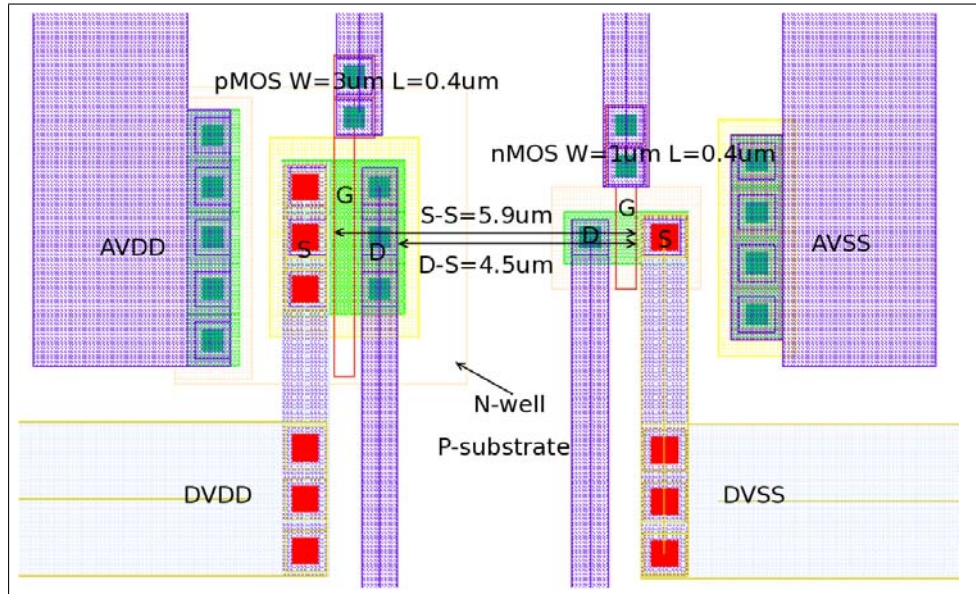 pMOS W=3um L=0.4um
nMOS W=1um L=0.4um
G
G
S-S=5.9um
AVDD
S
D
D
S
AVSS
D-S=4.5um
N-well
P-substrate
DVDD
DVSS